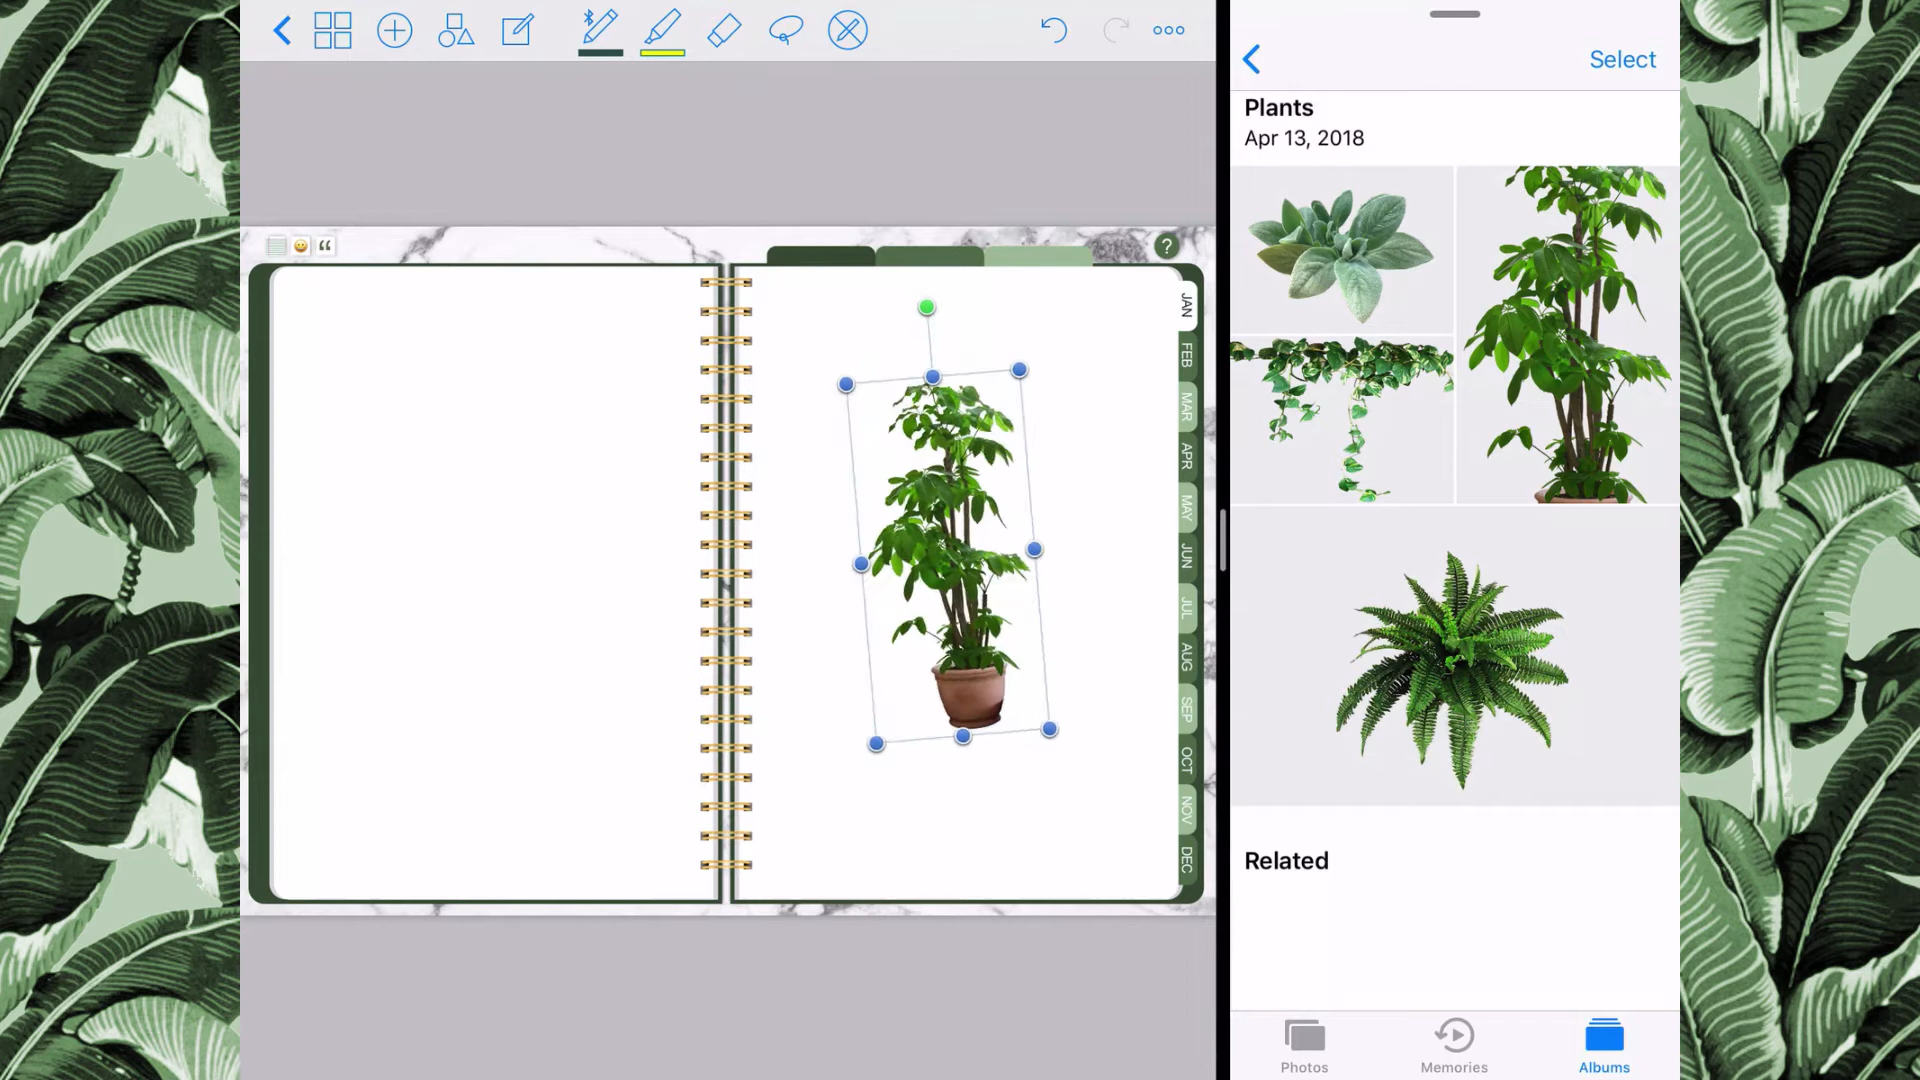 Select
Plants
Apr 13, 2018
“
?
JAN
FEB
MAR
APR
MAY
JUN
JUL
AUG
SEP
OCT
NOV
DEC
Related
Photos
Memories
Albums